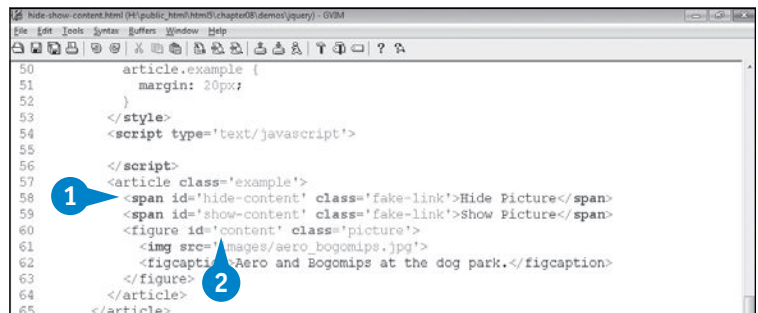 hide-show-content.html (H:\public_html\html5\chapter08\demos\jquery) - GVIM
File Edit Tools Syntax Buffers Window Help
50 article.example {
51 margin: 20px;
52 }
53 </style>
54 <script type='text/javascript'>
55
56 </script>
57 <article class='example'>
58 <span id='hide-content' class='fake-link'>Hide Picture</span>
59 <span id='show-content' class='fake-link'>Show Picture</span>
60 <figure id='content' class='picture'>
61 <img src='images/aero_bogomips.jpg'>
62 <figcaption>Aero and Bogomips at the dog park.</figcaption>
63 </figure>
64 </article>
65 </article>
1
2